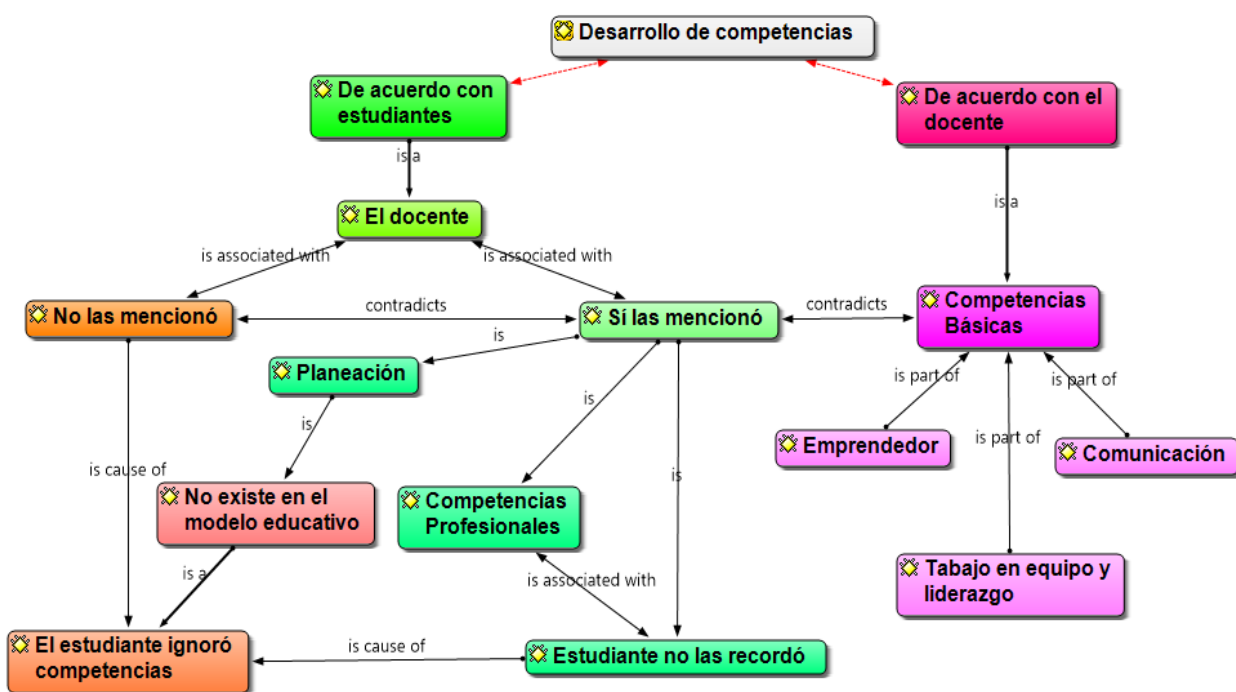 Desarrollo de competencias
De acuerdo con
estudiantes
De acuerdo con el
docente
is a
is a
El docente
is associated with
is associated with
No las mencionó
contradicts
Sí las mencionó
contradicts
Competencias
Básicas
is
Planeación
is part of
is part of
is
is
Emprendedor
is part of
Comunicación
is cause of
is
No existe en el
modelo educativo
Competencias
Profesionales
is a
is associated with
Tabajo en equipo y
liderazgo
El estudiante ignoró
competencias
is cause of
Estudiante no las recordó